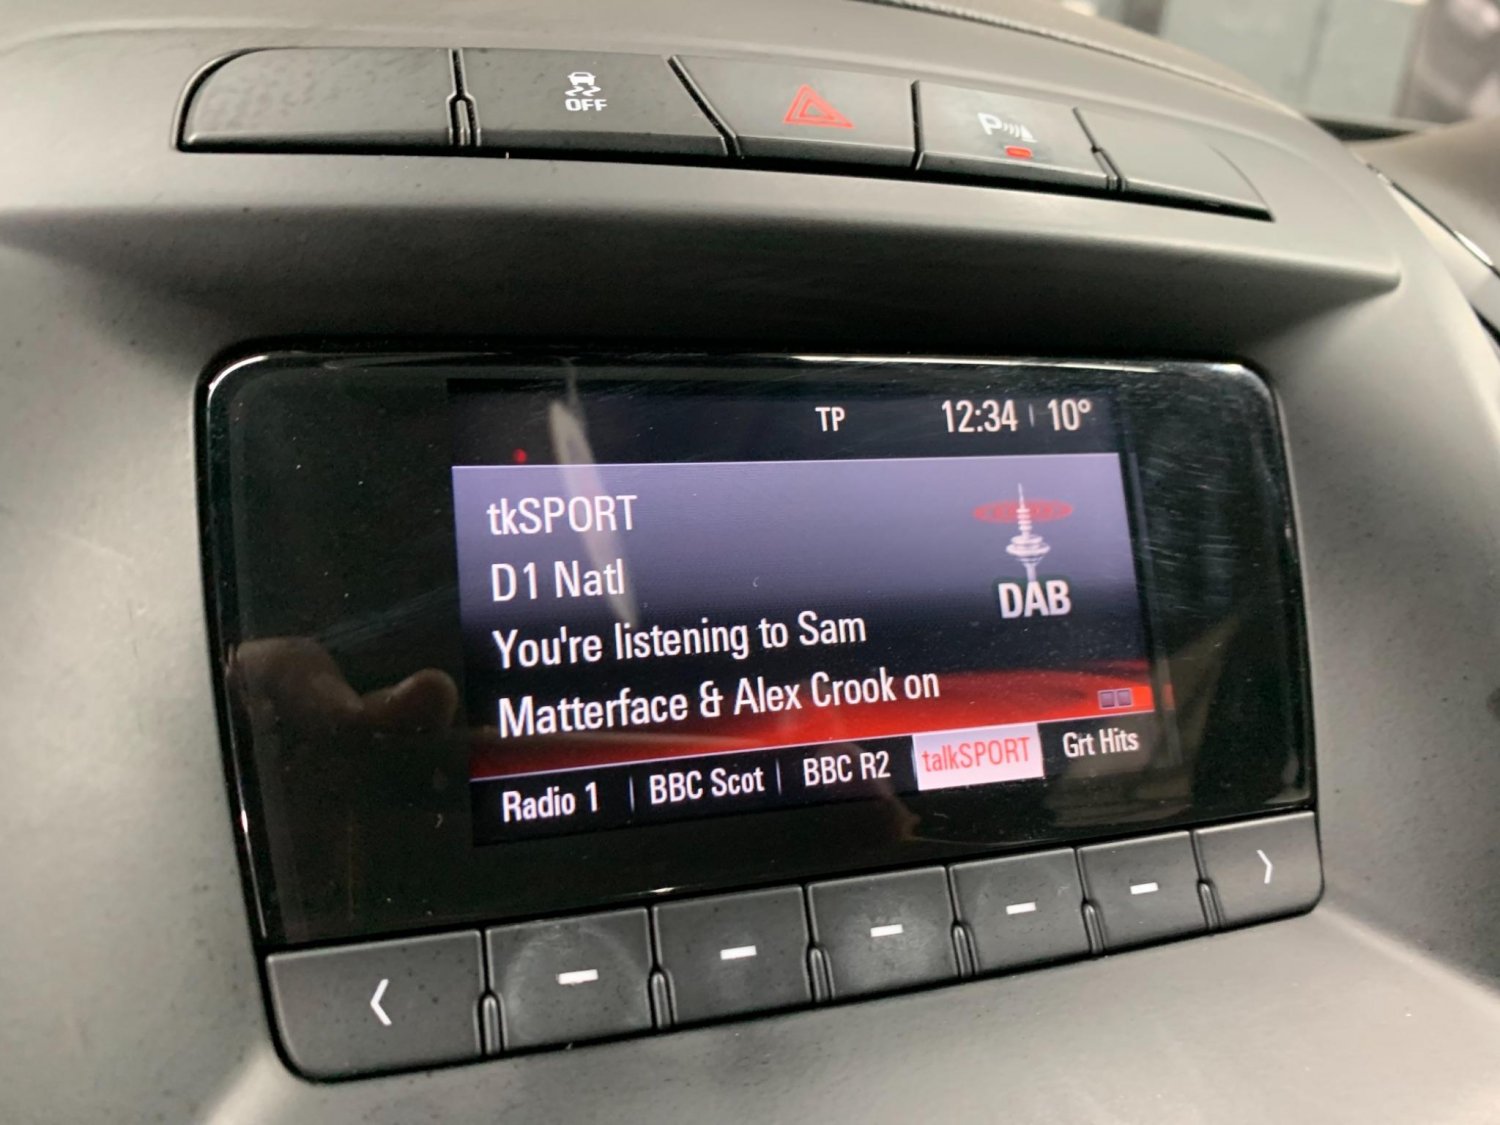 OFF
P
TP 12:34 10°
tkSPORT
D1 Natl
DAB
You're listening to Sam
Matterface & Alex Crook on
Radio 1 BBC Scot BBC R2 talkSPORT Grt Hits